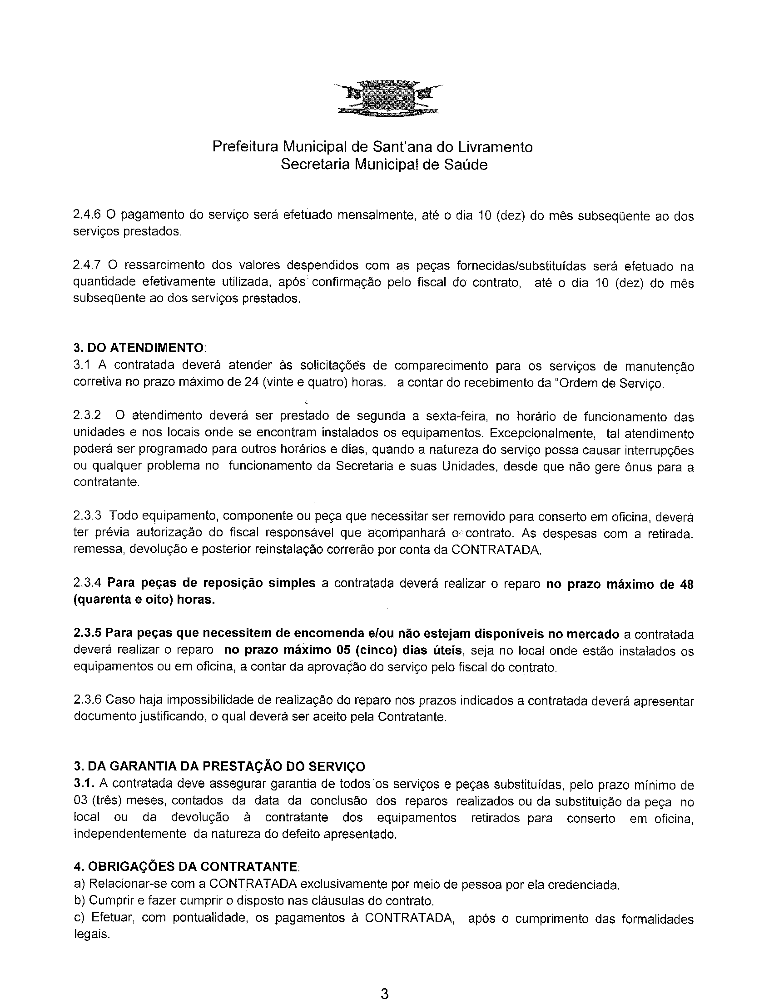 Prefeitura Municipal de Sant'ana do Livramento
Secretaria Municipal de Saúde
2.4.6 O pagamento do serviço será efetuado mensalmente, até o dia 10 (dez) do mês subseqüente ao dos
serviços prestados.
2.4.7 O ressarcimento dos valores despendidos com as peças fornecidas/substituídas será efetuado na
quantidade efetivamente utilizada, após confirmação pelo fiscal do contrato, até o dia 10 (dez) do mês
subseqüente ao dos serviços prestados.
3. DO ATENDIMENTO:
3.1 A contratada deverá atender às solicitações de comparecimento para os serviços de manutenção
corretiva no prazo máximo de 24 (vinte e quatro) horas, a contar do recebimento da "Ordem de Serviço.
2.3.2 O atendimento deverá ser prestado de segunda a sexta-feira, no horário de funcionamento das
unidades e nos locais onde se encontram instalados os equipamentos. Excepcionalmente, tal atendimento
poderá ser programado para outros horários e dias, quando a natureza do serviço possa causar interrupções
ou qualquer problema no funcionamento da Secretaria e suas Unidades, desde que não gere ônus para a
contratante.
2.3.3 Todo equipamento, componente ou peça que necessitar ser removido para conserto em oficina, deverá
ter prévia autorização do fiscal responsável que acompanhará o contrato. As despesas com a retirada,
remessa, devolução e posterior reinstalação correrão por conta da CONTRATADA.
2.3.4 Para peças de reposição simples a contratada deverá realizar o reparo no prazo máximo de 48
(quarenta e oito) horas.
2.3.5 Para peças que necessitem de encomenda e/ou não estejam disponíveis no mercado a contratada
deverá realizar o reparo no prazo máximo 05 (cinco) dias úteis, seja no local onde estão instalados os
equipamentos ou em oficina, a contar da aprovação do serviço pelo fiscal do contrato.
2.3.6 Caso haja impossibilidade de realização do reparo nos prazos indicados a contratada deverá apresentar
documento justificando, o qual deverá ser aceito pela Contratante.
3. DA GARANTIA DA PRESTAÇÃO DO SERVIÇO
3.1. A contratada deve assegurar garantia de todos os serviços e peças substituídas, pelo prazo mínimo de
03 (três) meses, contados da data da conclusão dos reparos realizados ou da substituição da peça no
local ou da devolução à contratante dos equipamentos retirados para conserto em oficina,
independentemente da natureza do defeito apresentado.
4. OBRIGAÇÕES DA CONTRATANTE.
a) Relacionar-se com a CONTRATADA exclusivamente por meio de pessoa por ela credenciada.
b) Cumprir e fazer cumprir o disposto nas cláusulas do contrato.
c) Efetuar, com pontualidade, os pagamentos à CONTRATADA, após o cumprimento das formalidades
legais.
3